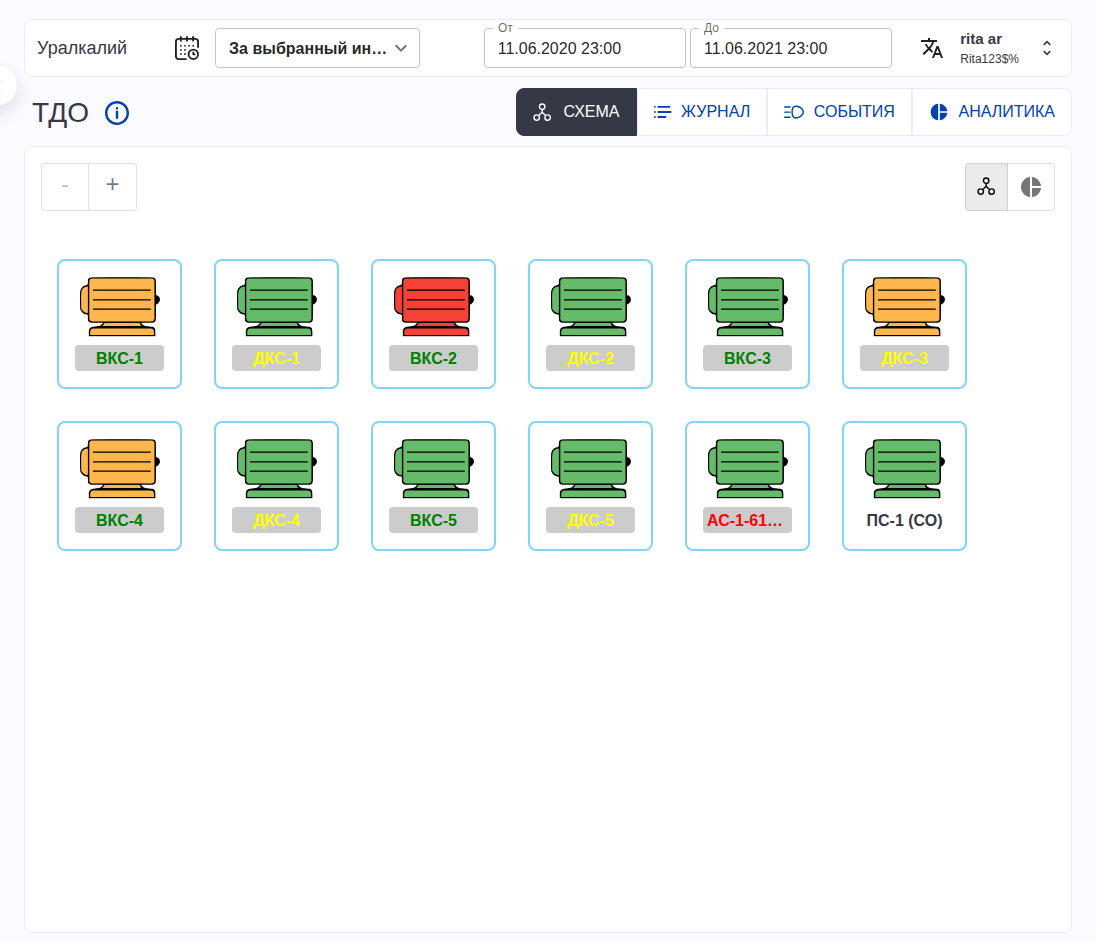 Уралкалий
За выбранный ин...
От
11.06.2020 23:00
До
11.06.2021 23:00
rita ar
Rita123$%
ТДО
СХЕМА
ЖУРНАЛ
СОБЫТИЯ
АНАЛИТИКА
- +
ВКС-1
ДКС-1
ВКС-2
ДКС-2
ВКС-3
ДКС-3
ВКС-4
ДКС-4
ВКС-5
ДКС-5
АС-1-61...
ПС-1 (СО)